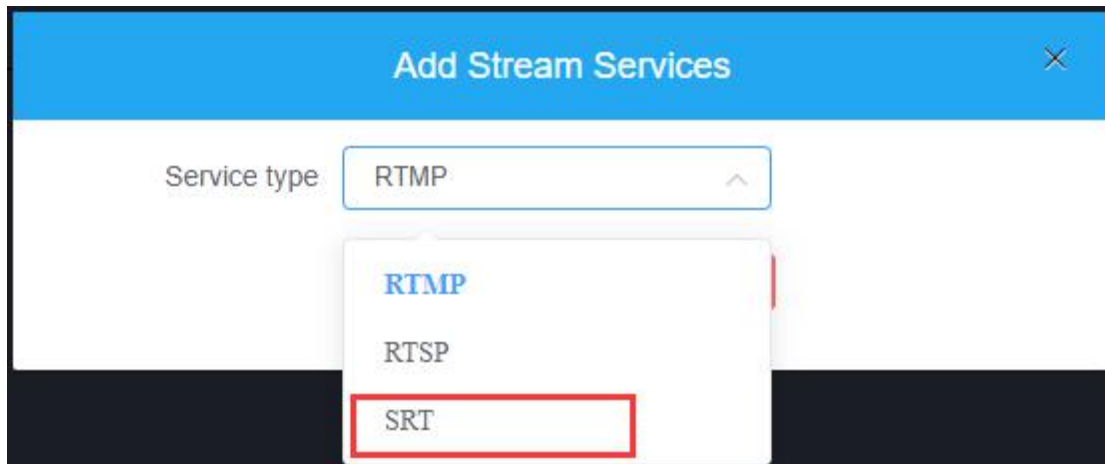 Add Stream Services
Service type RTMP
RTMP
RTSP
SRT